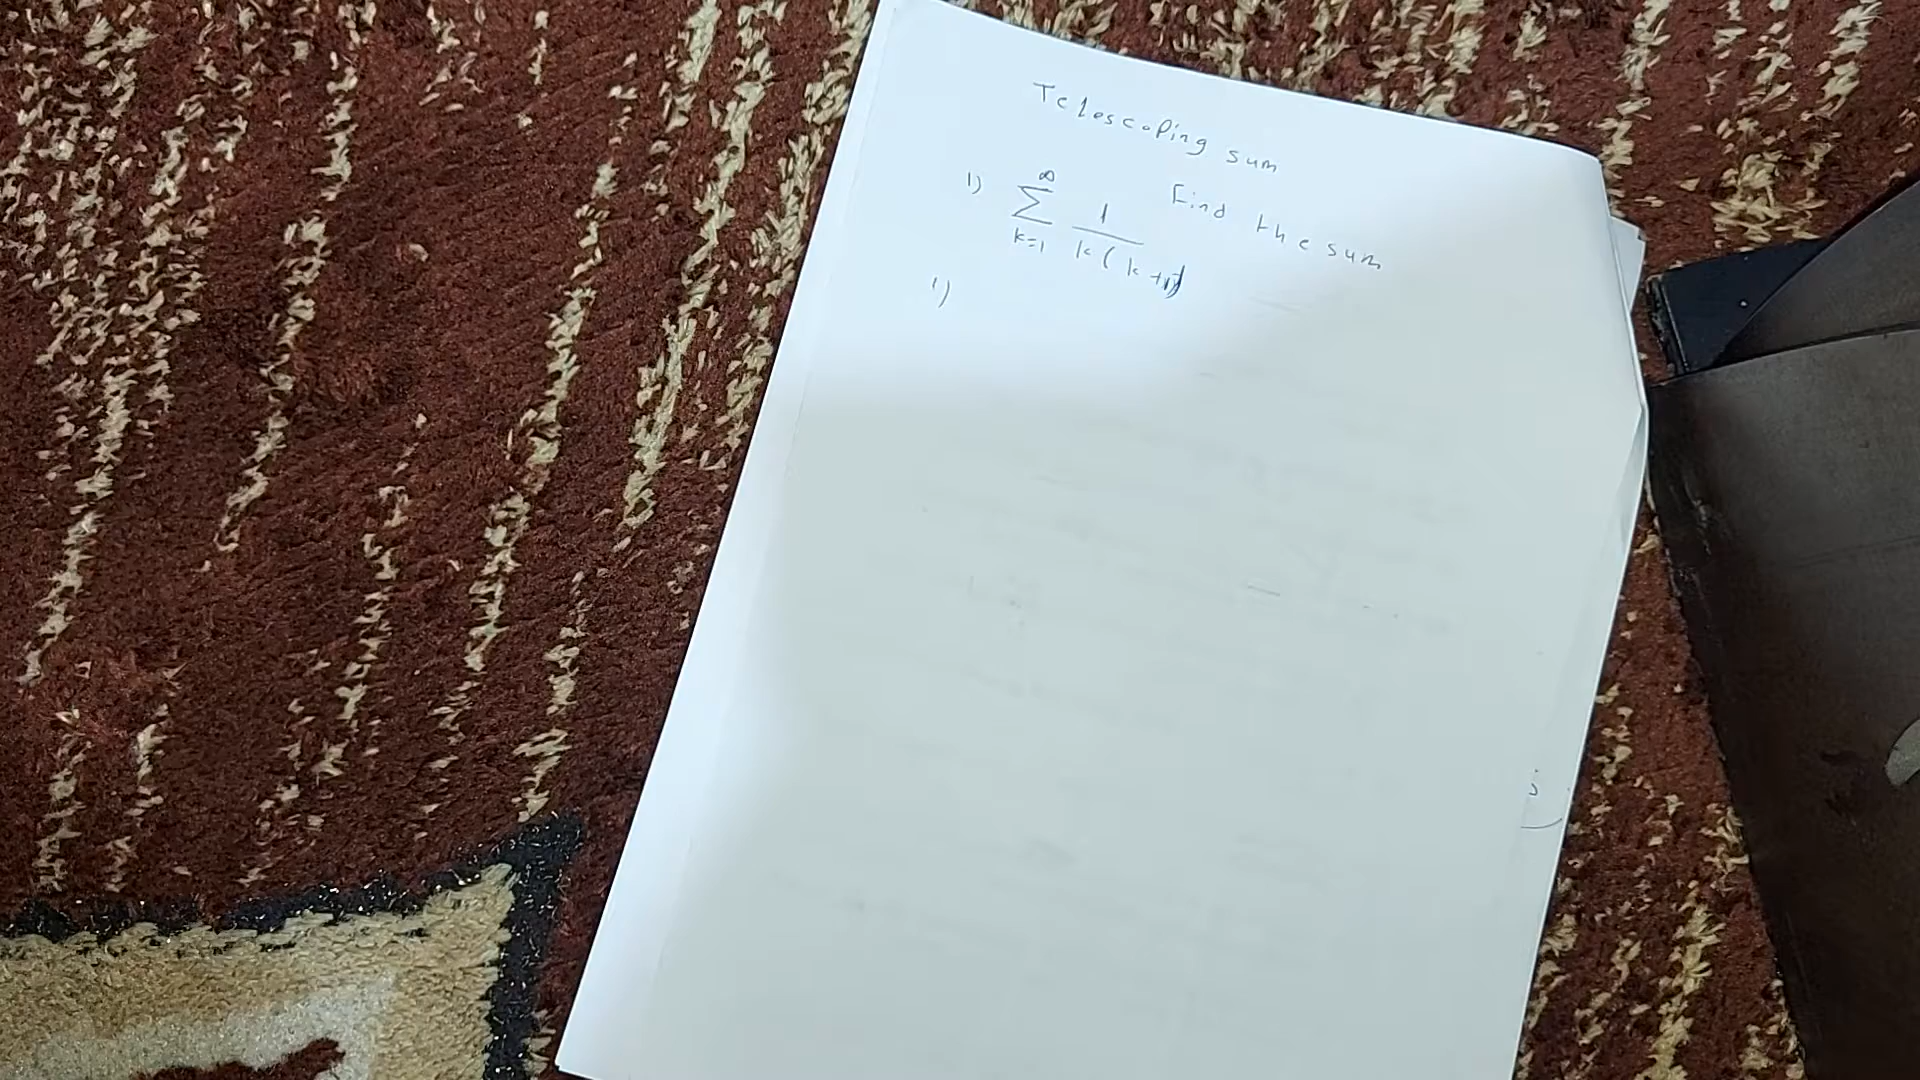 Telescoping sum
1) ∞ ∑ k=1 1/k(k+1) Find the sum
1)